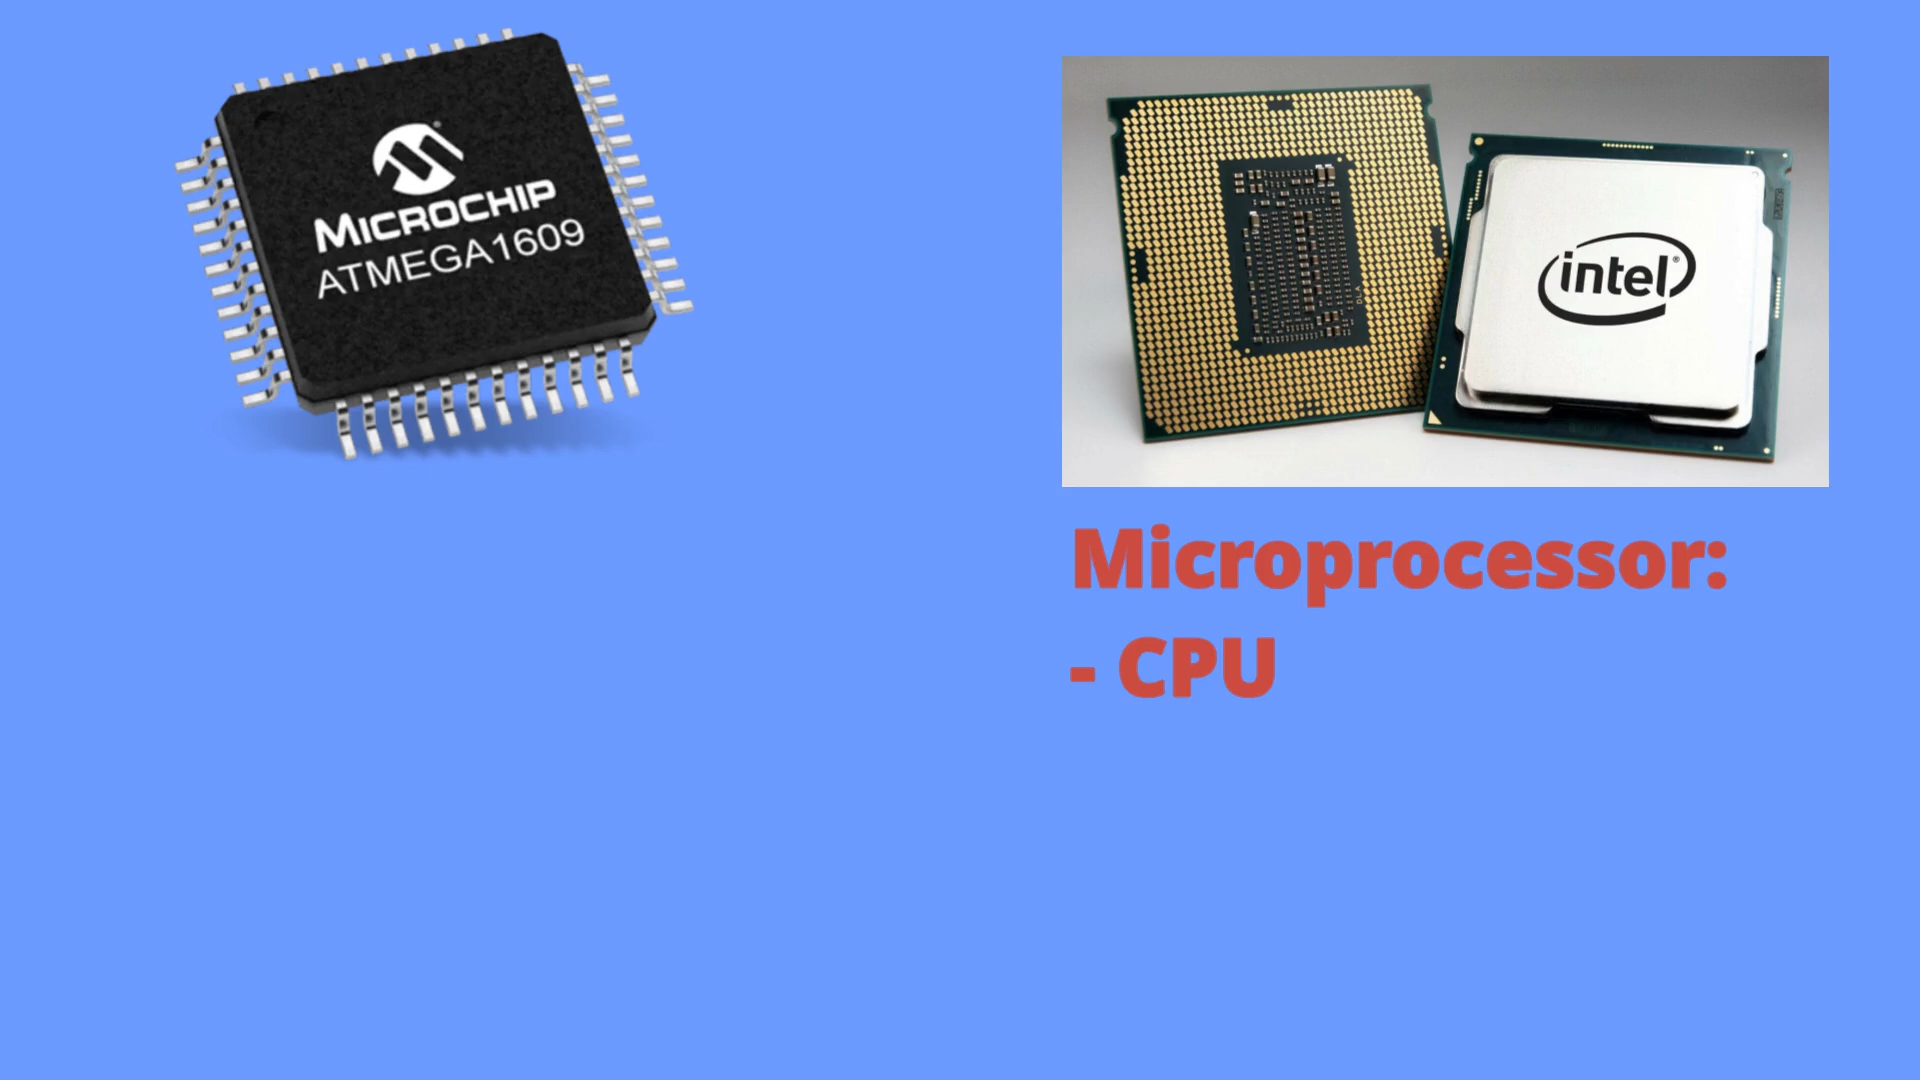 MICROCHIP
ATMEGA1609
intel
Microprocessor:
- CPU